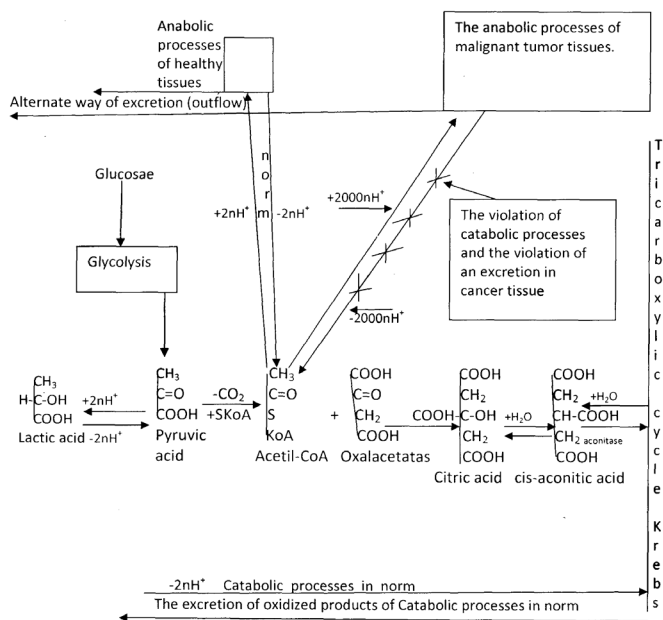 Anabolic
processes
of healthy
tissues
The anabolic processes of
malignant tumor tissues.
Alternate way of excretion (outflow)
norm
+2nH⁺
-2nH⁺
Glucosae
Glycolysis
+2000nH⁺
-2000nH⁺
The violation of
catabolic processes
and the violation of
an excretion in
cancer tissue
Tricarboxylic cycle Krebs
CH₃
H-C-OH
COOH
Lactic acid
+2nH⁺
-2nH⁺
CH₃
C=O
COOH
Pyruvic
acid
-CO₂
+SKoA
CH₃
C=O
S
KoA
Acetil-CoA
+
COOH
C=O
CH₂
COOH
Oxalacetatas
COOH
CH₂
COOH-C-OH
CH₂
COOH
Citric acid
+H₂O
COOH
CH₂
CH-COOH
CH₂ aconitase
COOH
cis-aconitic acid
+H₂O
-2nH⁺ Catabolic processes in norm
The excretion of oxidized products of Catabolic processes in norm